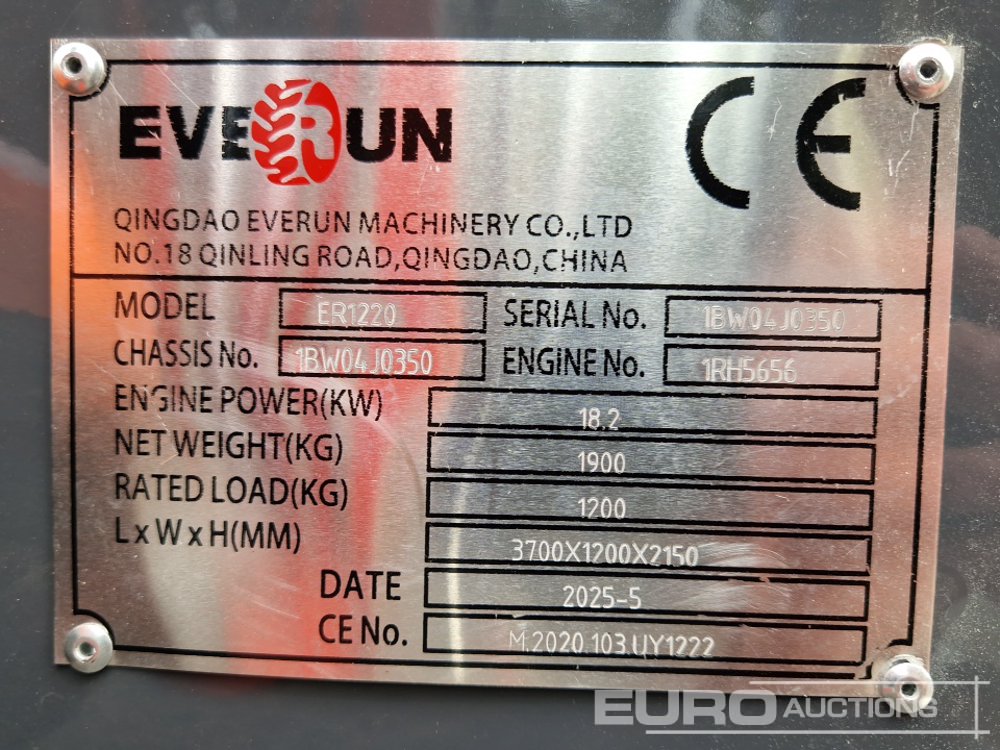 EVERUN
CE
QINGDAO EVERUN MACHINERY CO.,LTD
NO.18 QINLING ROAD,QINGDAO,CHINA
MODEL ER1220 SERIAL No. 1BW04J0350
CHASSIS No. 1BW04J0350 ENGINE No. 1RH5656
ENGINE POWER(KW) 18.2
NET WEIGHT(KG) 1900
RATED LOAD(KG) 1200
LxWxH(MM) 3700X1200X2150
DATE 2025-5
CE No. M.2020.103.UY1222
EURO AUCTIONS